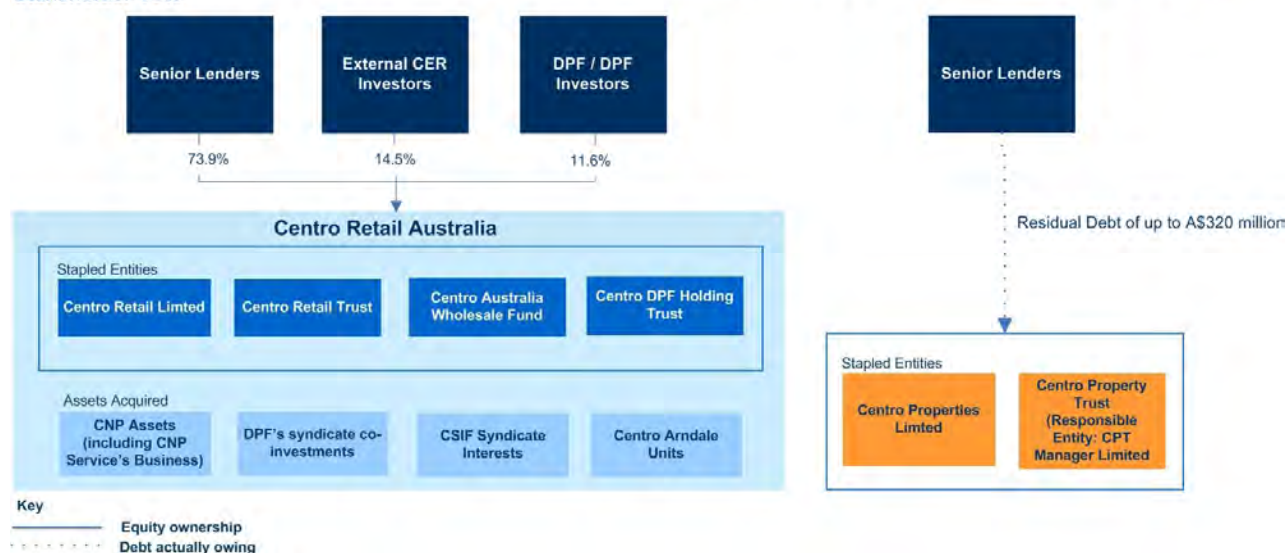 Senior Lenders
External CER
Investors
DPF / DPF
Investors
Senior Lenders
73.9%
14.5%
11.6%
Residual Debt of up to A$320 million
Centro Retail Australia
Stapled Entities
Centro Retail Limted
Centro Retail Trust
Centro Australia
Wholesale Fund
Centro DPF Holding
Trust
Assets Acquired
CNP Assets
(including CNP
Service's Business)
DPF's syndicate co-
investments
CSIF Syndicate
Interests
Centro Arndale
Units
Stapled Entities
Centro Properties
Limted
Centro Property
Trust
(Responsible
Entity: CPT
Manager Limited
Key
Equity ownership
Debt actually owing